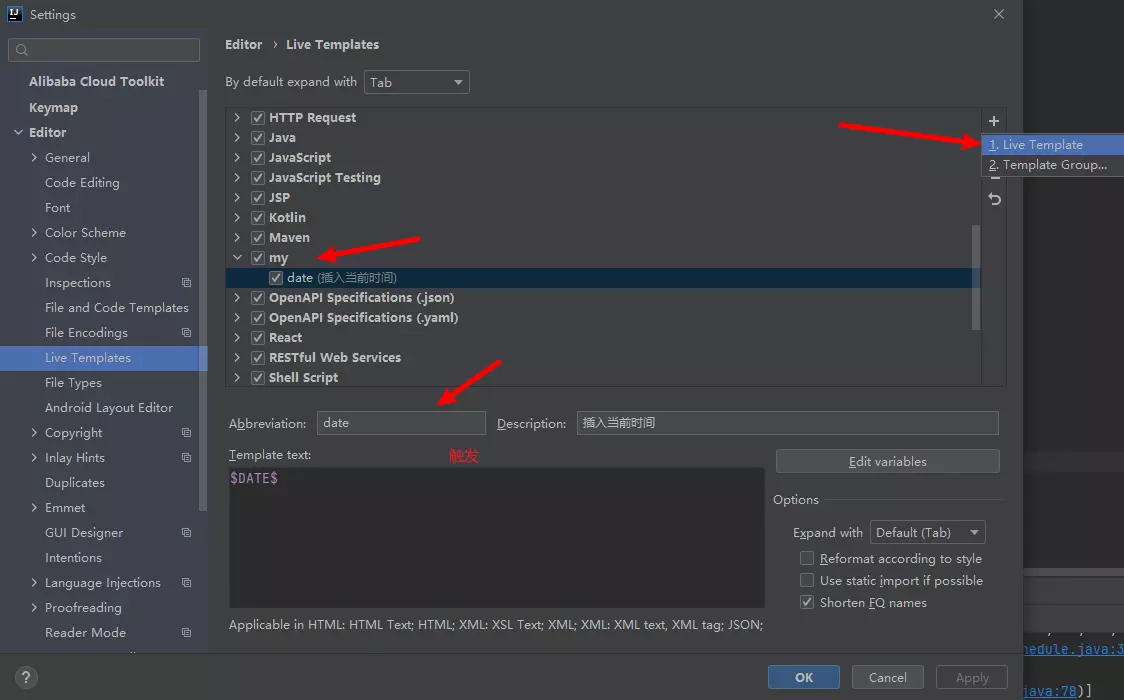 Settings
Alibaba Cloud Toolkit
Keymap
Editor
General
Code Editing
Font
Color Scheme
Code Style
Inspections
File and Code Templates
File Encodings
Live Templates
File Types
Android Layout Editor
Copyright
Inlay Hints
Duplicates
Emmet
GUI Designer
Intentions
Language Injections
Proofreading
Reader Mode
Editor › Live Templates
By default expand with Tab
HTTP Request
Java
JavaScript
JavaScript Testing
JSP
Kotlin
Maven
my
date (插入当前时间)
OpenAPI Specifications (.json)
OpenAPI Specifications (.yaml)
React
RESTful Web Services
Shell Script
1. Live Template
2. Template Group...
Abbreviation: date Description: 插入当前时间
Template text: 触发
$DATE$
Edit variables
Options
Expand with Default (Tab)
Reformat according to style
Use static import if possible
Shorten FQ names
Applicable in HTML: HTML Text; HTML; XML: XSL Text; XML; XML: XML text, XML tag; JSON;
? OK Cancel Apply
hedule.java:3
java:78)]